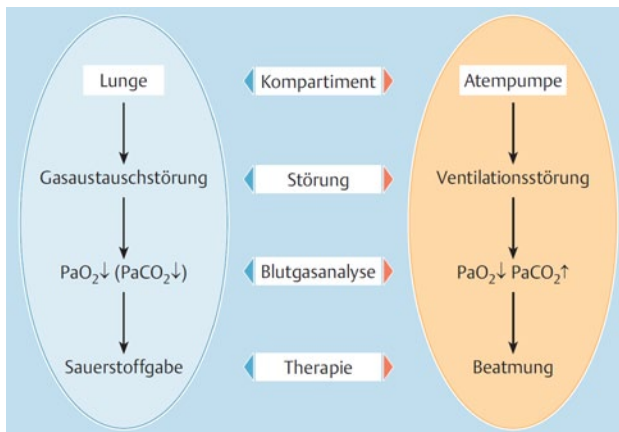 Lunge Kompartiment Atempumpe
Gasaustauschstörung Störung Ventilationsstörung
PaO₂↓ (PaCO₂↓) Blutgasanalyse PaO₂↓ PaCO₂↑
Sauerstoffgabe Therapie Beatmung